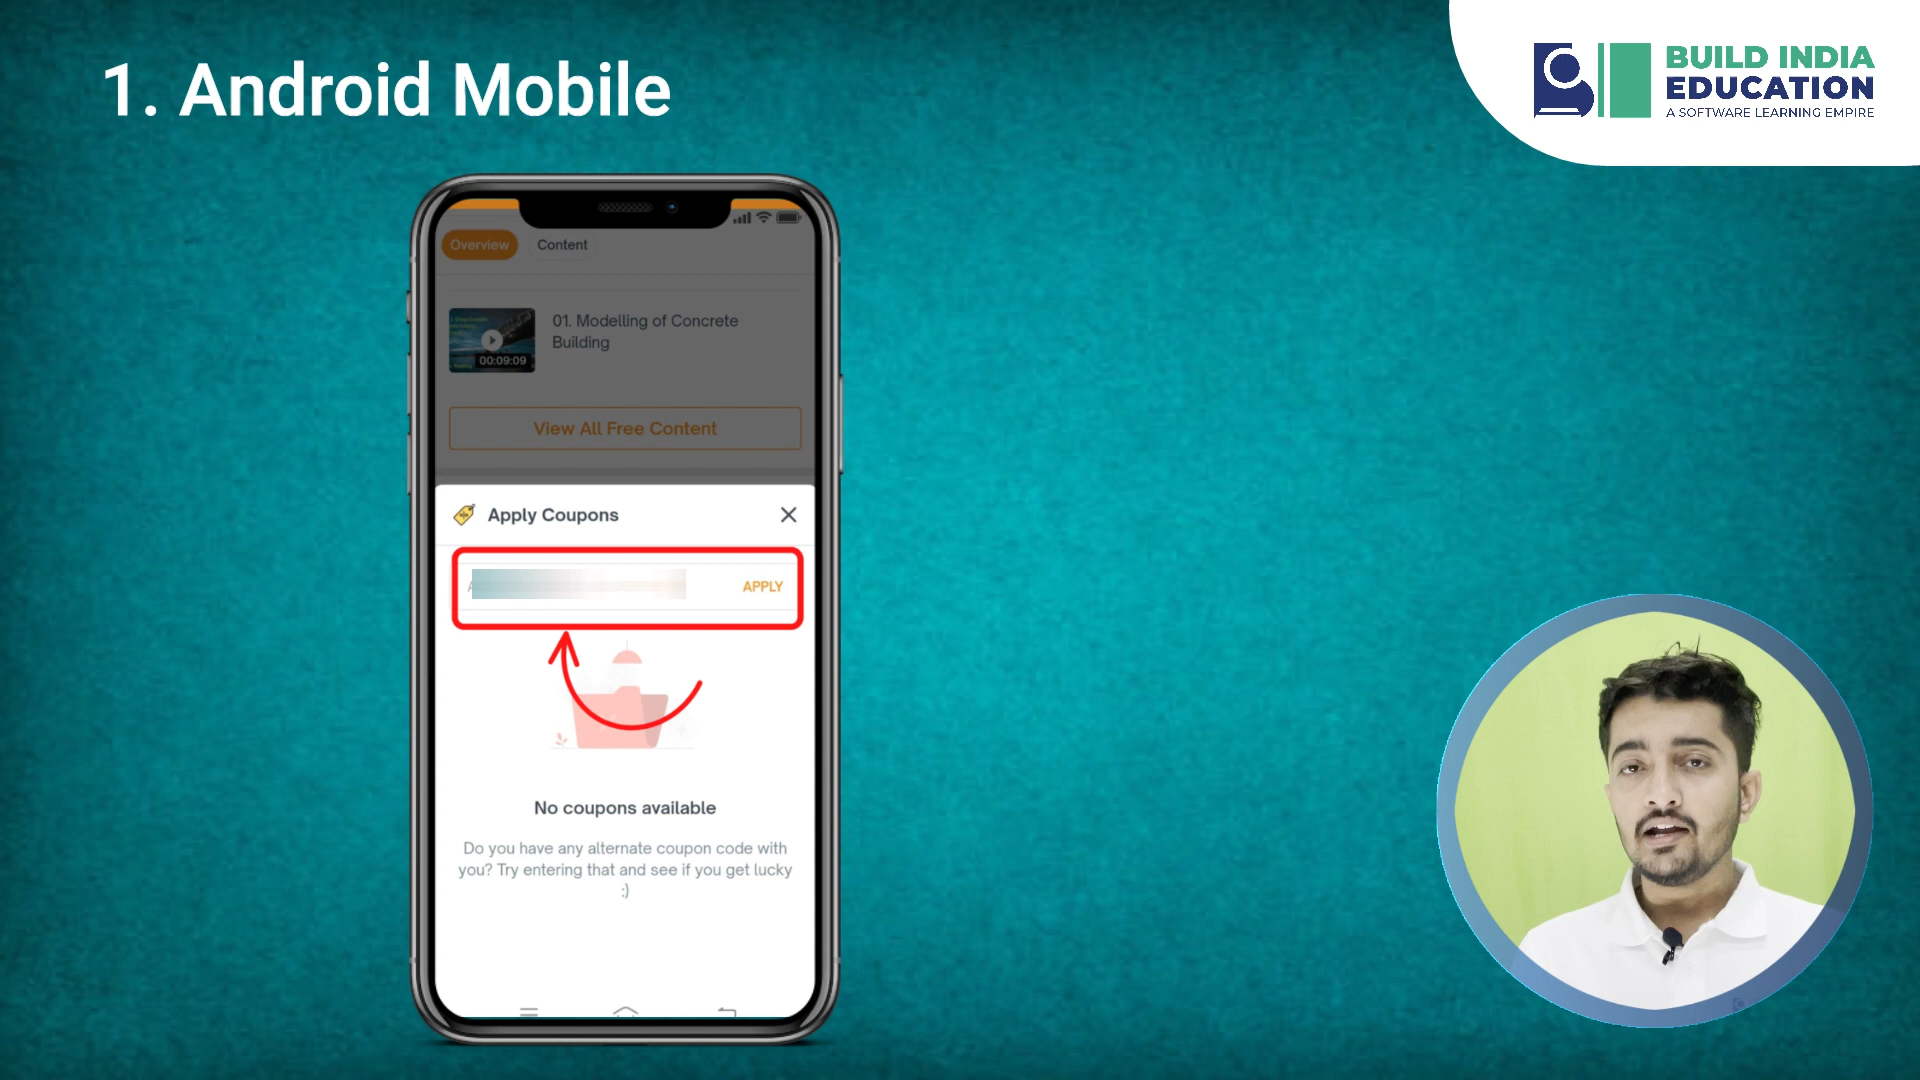 1. Android Mobile
BUILD INDIA
EDUCATION
A SOFTWARE LEARNING EMPIRE
Overview
Content
01. Modelling of Concrete
Building
00:09:09
View All Free Content
Apply Coupons
APPLY
No coupons available
Do you have any alternate coupon code with
you? Try entering that and see if you get lucky
:)